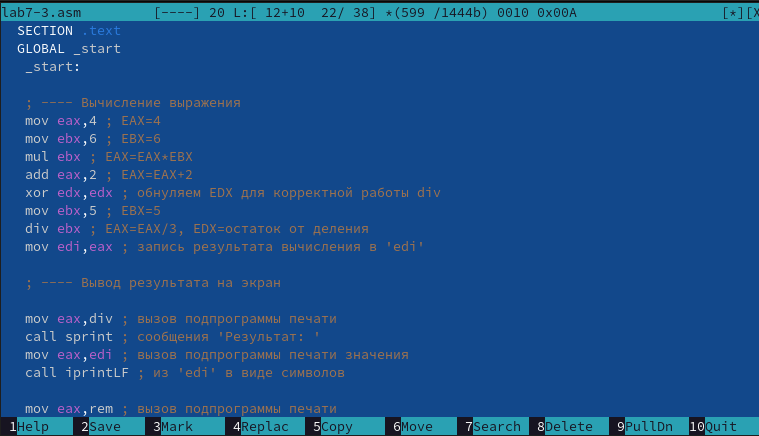 lab7-3.asm [----] 20 L:[ 12+10 22/ 38] *(599 /1444b) 0010 0x00A [*][X
SECTION .text
GLOBAL _start
_start:
; ---- Вычисление выражения
mov eax,4 ; EAX=4
mov ebx,6 ; EBX=6
mul ebx ; EAX=EAX*EBX
add eax,2 ; EAX=EAX+2
xor edx,edx ; обнуляем EDX для корректной работы div
mov ebx,5 ; EBX=5
div ebx ; EAX=EAX/3, EDX=остаток от деления
mov edi,eax ; запись результата вычисления в 'edi'
; ---- Вывод результата на экран
mov eax,div ; вызов подпрограммы печати
call sprint ; сообщения 'Результат: '
mov eax,edi ; вызов подпрограммы печати значения
call iprintLF ; из 'edi' в виде символов
mov eax,rem ; вызов подпрограммы печати
1Help 2Save 3Mark 4Replac 5Copy 6Move 7Search 8Delete 9PullDn 10Quit